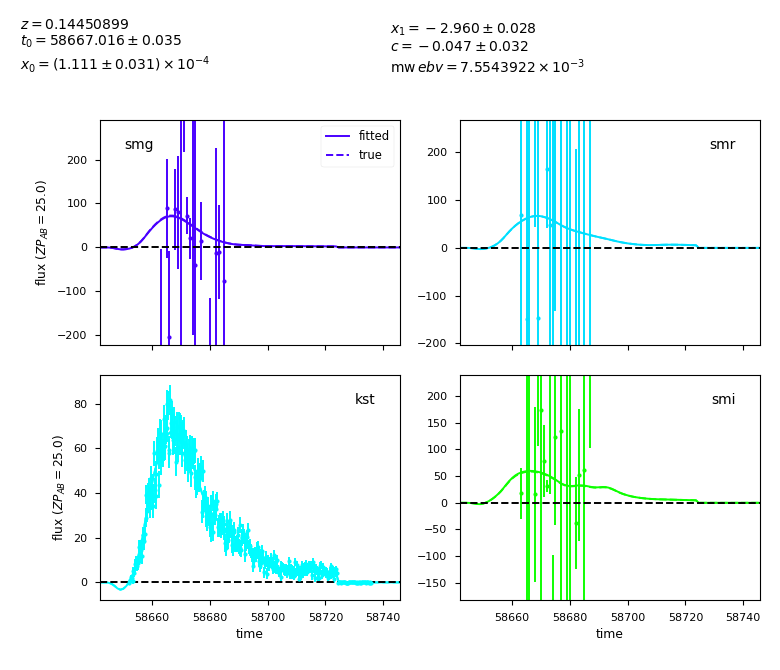 z = 0.14450899
t₀ = 58667.016 ± 0.035
x₀ = (1.111 ± 0.031) × 10⁻⁴
x₁ = −2.960 ± 0.028
c = −0.047 ± 0.032
mw ebv = 7.5543922 × 10⁻³
smg
fitted
true
flux (ZP_AB = 25.0)
200
100
0
−100
−200
smr
200
100
0
−100
−200
kst
flux (ZP_AB = 25.0)
80
60
40
20
0
58660 58680 58700 58720 58740
time
smi
200
150
100
50
0
−50
−100
−150
58660 58680 58700 58720 58740
time